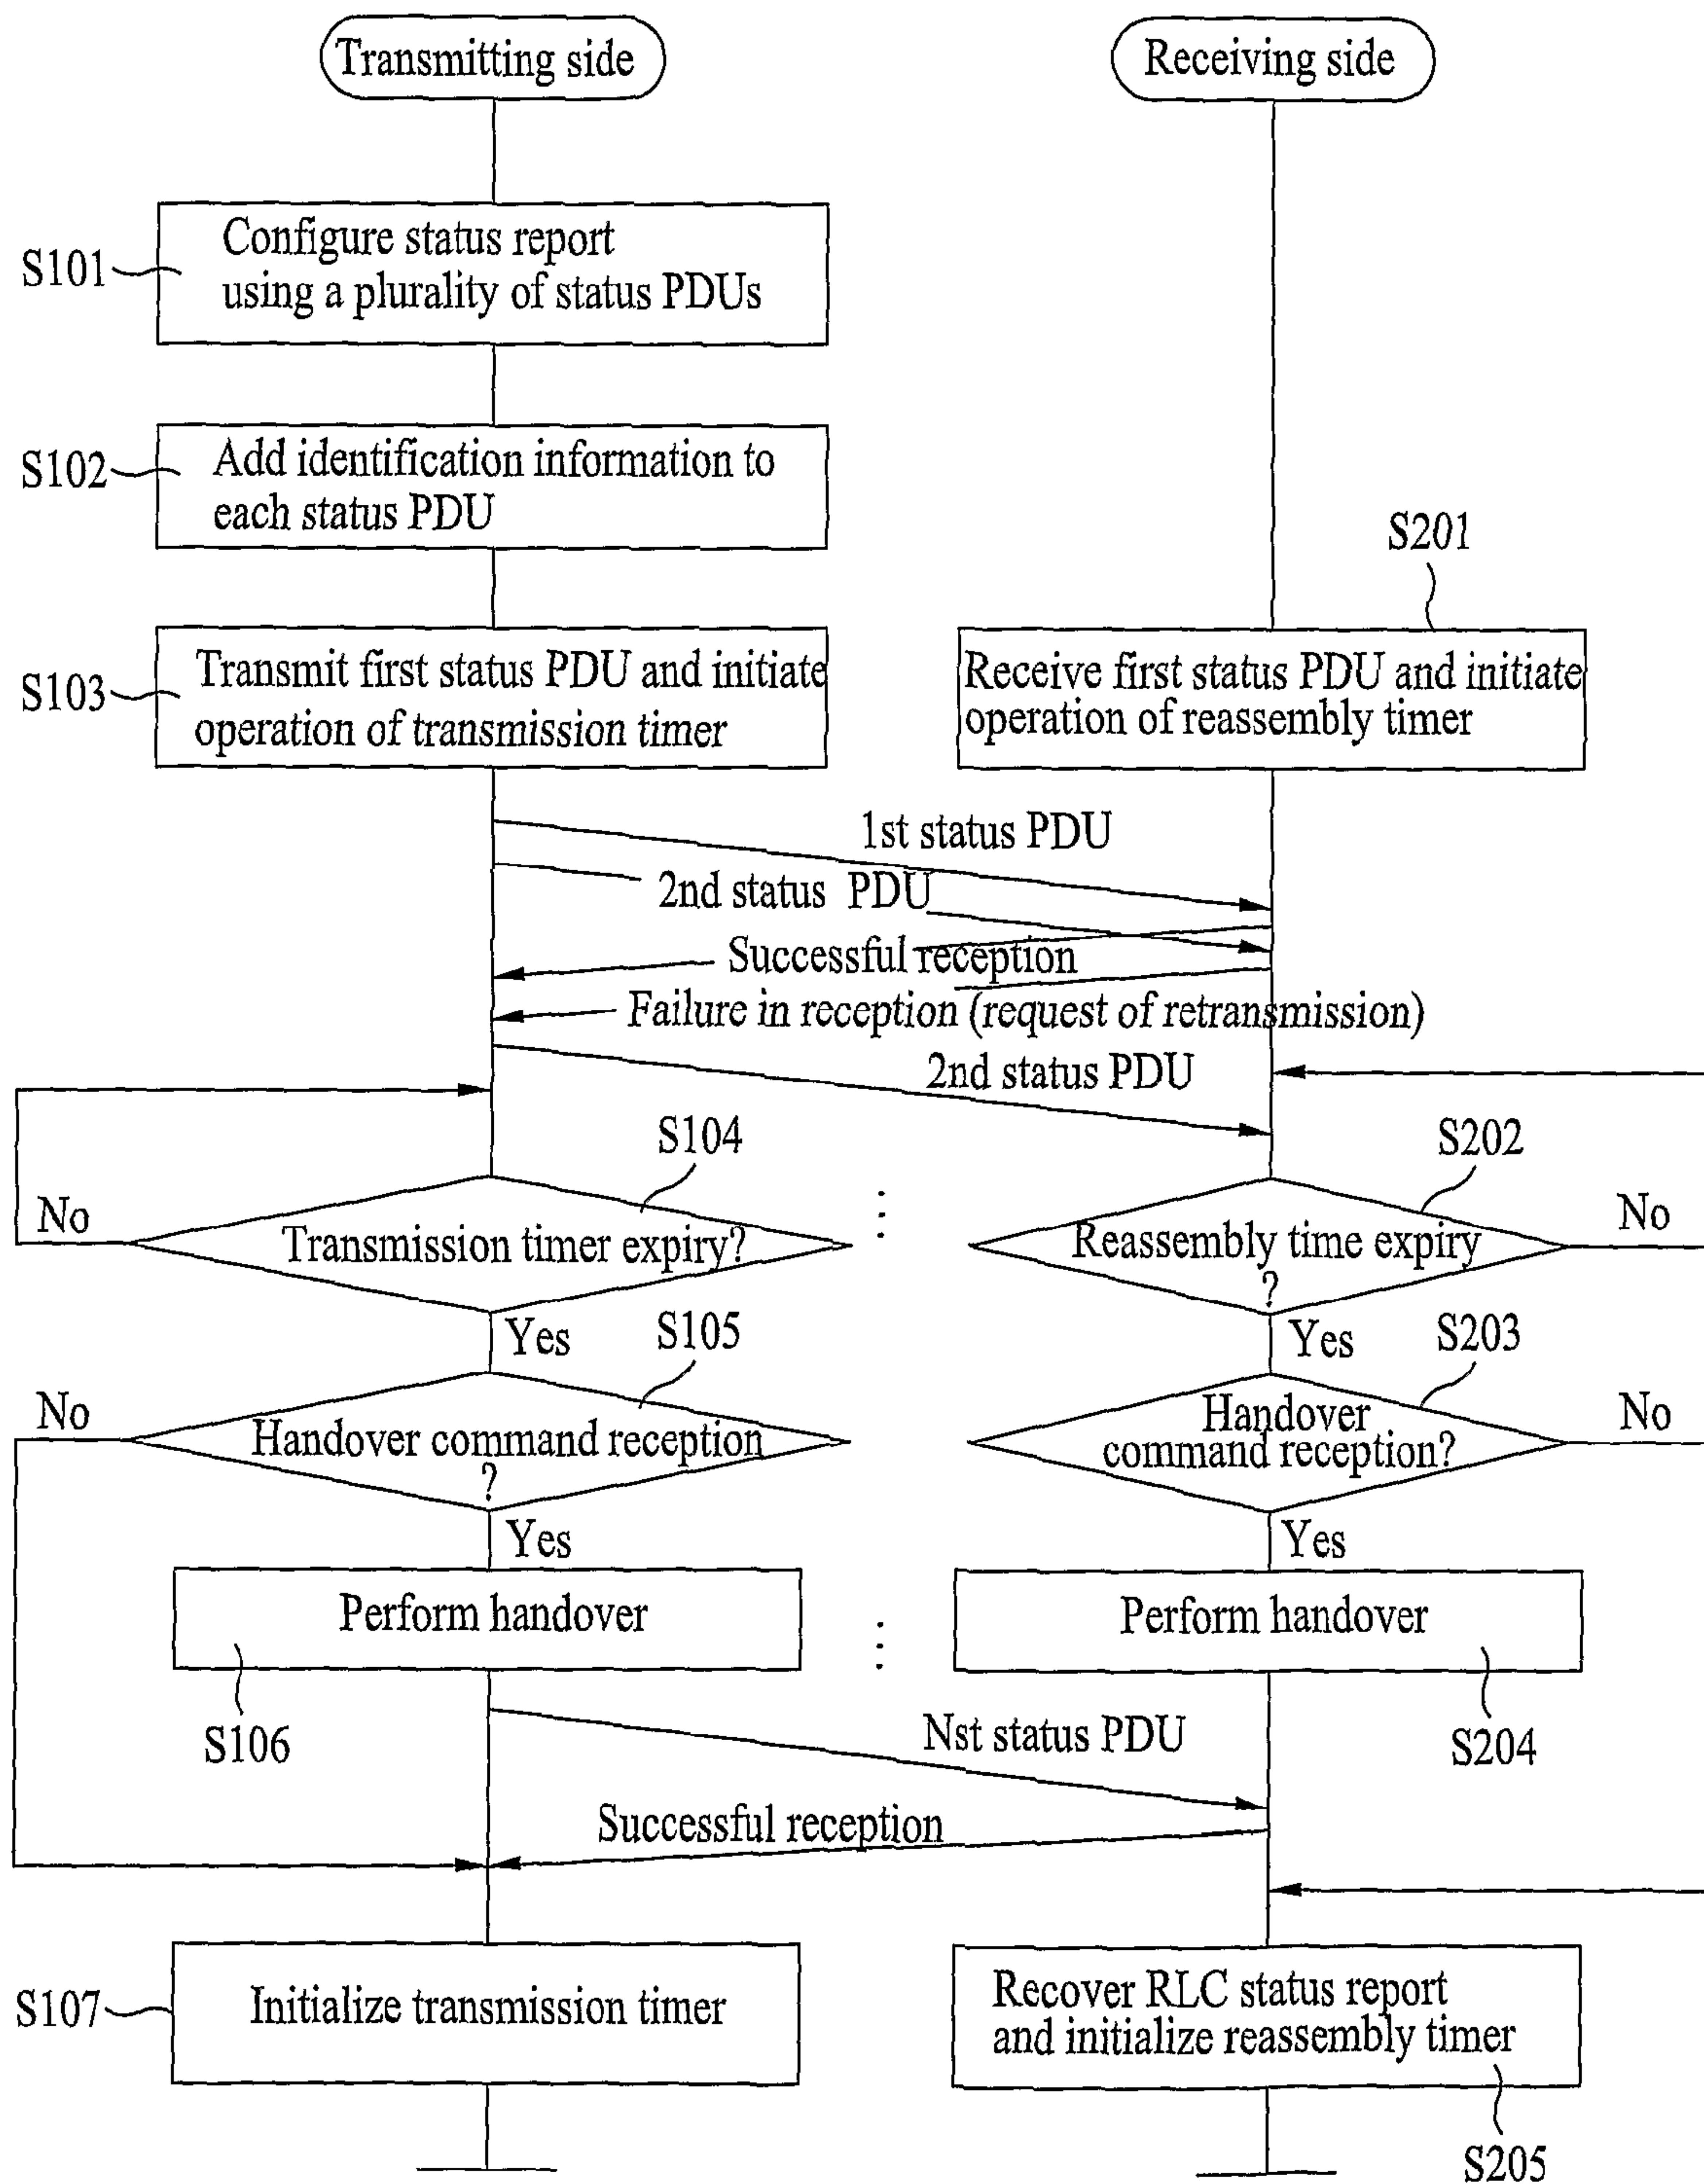 Transmitting side
Receiving side
S101
Configure status report
using a plurality of status PDUs
S102
Add identification information to
each status PDU
S201
S103
Transmit first status PDU and initiate
operation of transmission timer
Receive first status PDU and initiate
operation of reassembly timer
1st status PDU
2nd status PDU
Successful reception
Failure in reception (request of retransmission)
2nd status PDU
S104
S202
No
Transmission timer expiry?
Reassembly time expiry
?
No
Yes
S105
Yes
S203
No
Handover command reception
?
Handover
command reception?
No
Yes
Yes
Perform handover
Perform handover
S106
Nst status PDU
S204
Successful reception
S107
Initialize transmission timer
Recover RLC status report
and initialize reassembly timer
S205